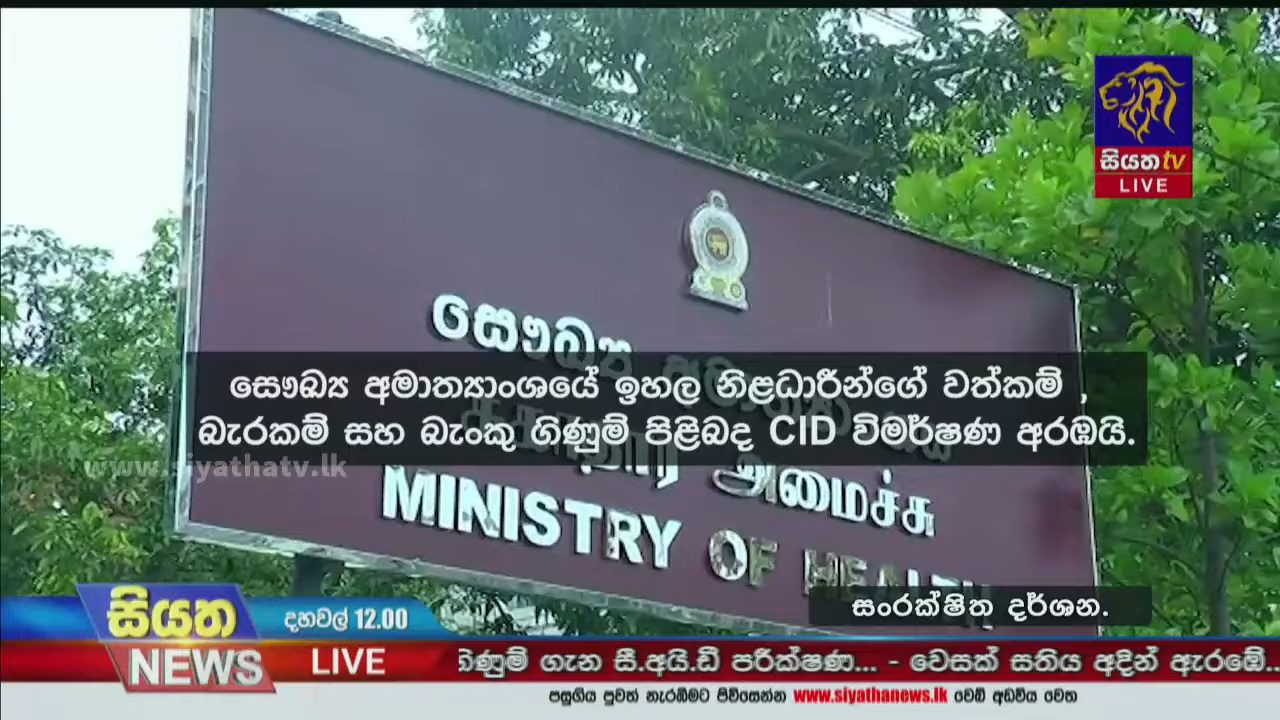 සියත tv
LIVE
සෞඛ්‍ය
සෞඛ්‍ය අමාත්‍යාංශයේ ඉහල නිළධාරීන්ගේ වත්කම් ,
බැරකම් සහ බැංකු ගිණුම් පිළිබද CID විමර්ෂණ අරඹයි.
www.siyathatv.lk
அமைச்சு
MINISTRY OF HEALTH
සංරක්ෂිත දර්ශන.
සියත
NEWS
දහවල් 12.00
LIVE
ගිණුම් ගැන සී.අයි.ඩී පරීක්ෂණ... - වෙසක් සතිය අදින් ඇරඹේ..
පසුගිය පුවත් නැරඹීමට පිවිසෙන්න www.siyathanews.lk වෙබ් අඩවිය වෙත